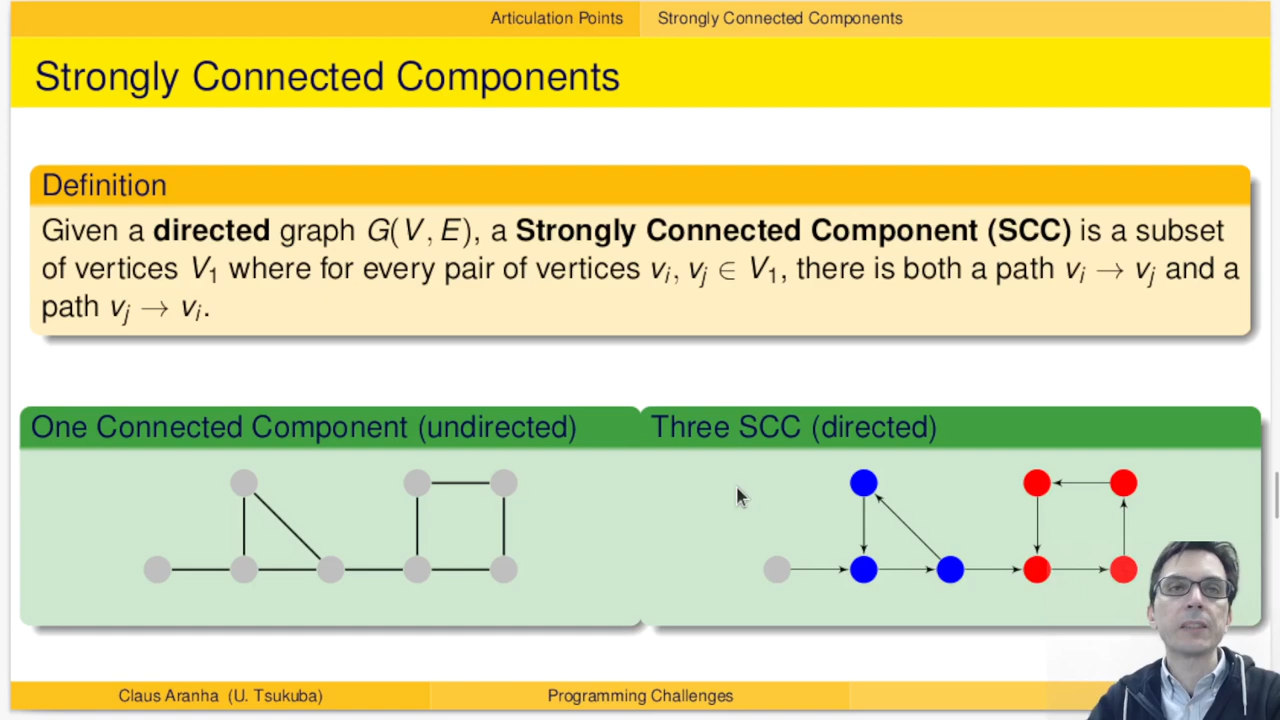 Articulation Points
Strongly Connected Components
Strongly Connected Components
Definition
Given a directed graph G(V, E), a Strongly Connected Component (SCC) is a subset
of vertices V₁ where for every pair of vertices vᵢ, vⱼ ∈ V₁, there is both a path vᵢ → vⱼ and a
path vⱼ → vᵢ.
One Connected Component (undirected)
Three SCC (directed)
Claus Aranha (U. Tsukuba)
Programming Challenges